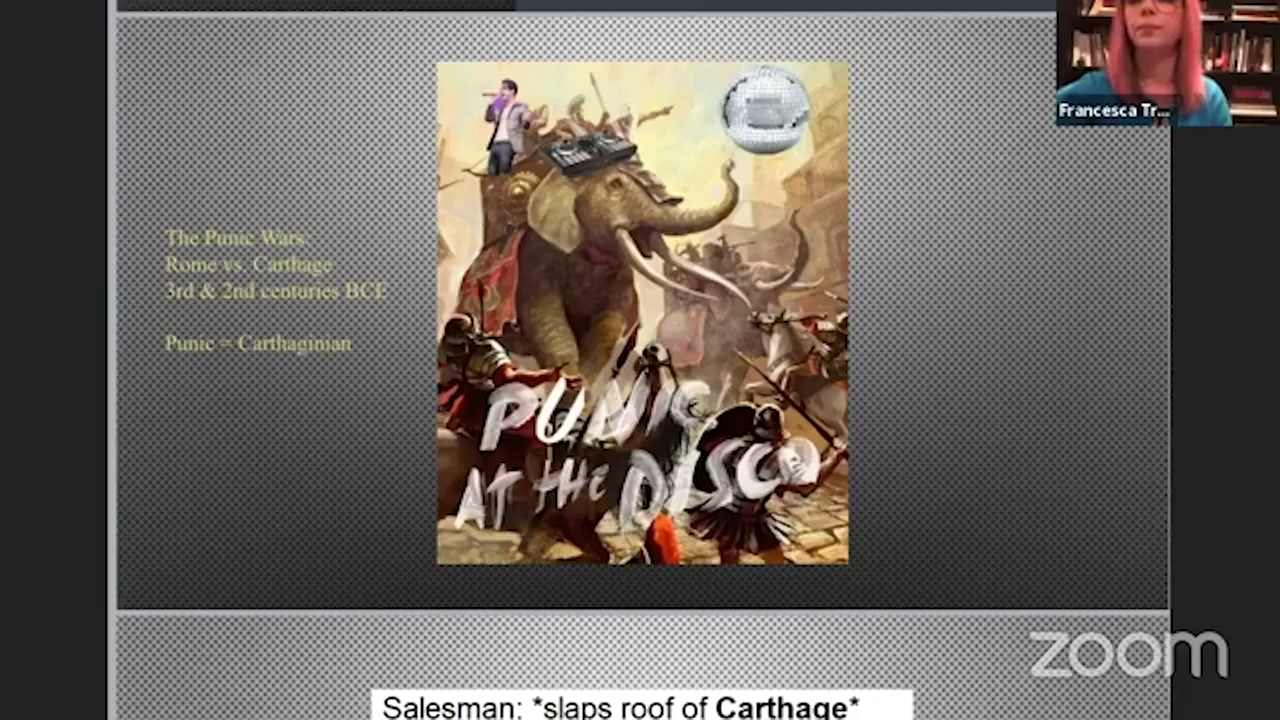 Francesca Tr...
The Punic Wars
Rome vs. Carthage
3rd & 2nd centuries BCE
Punic = Carthaginian
PUNIC
AT THE DISCO
zoom
Salesman: *slaps roof of Carthage*